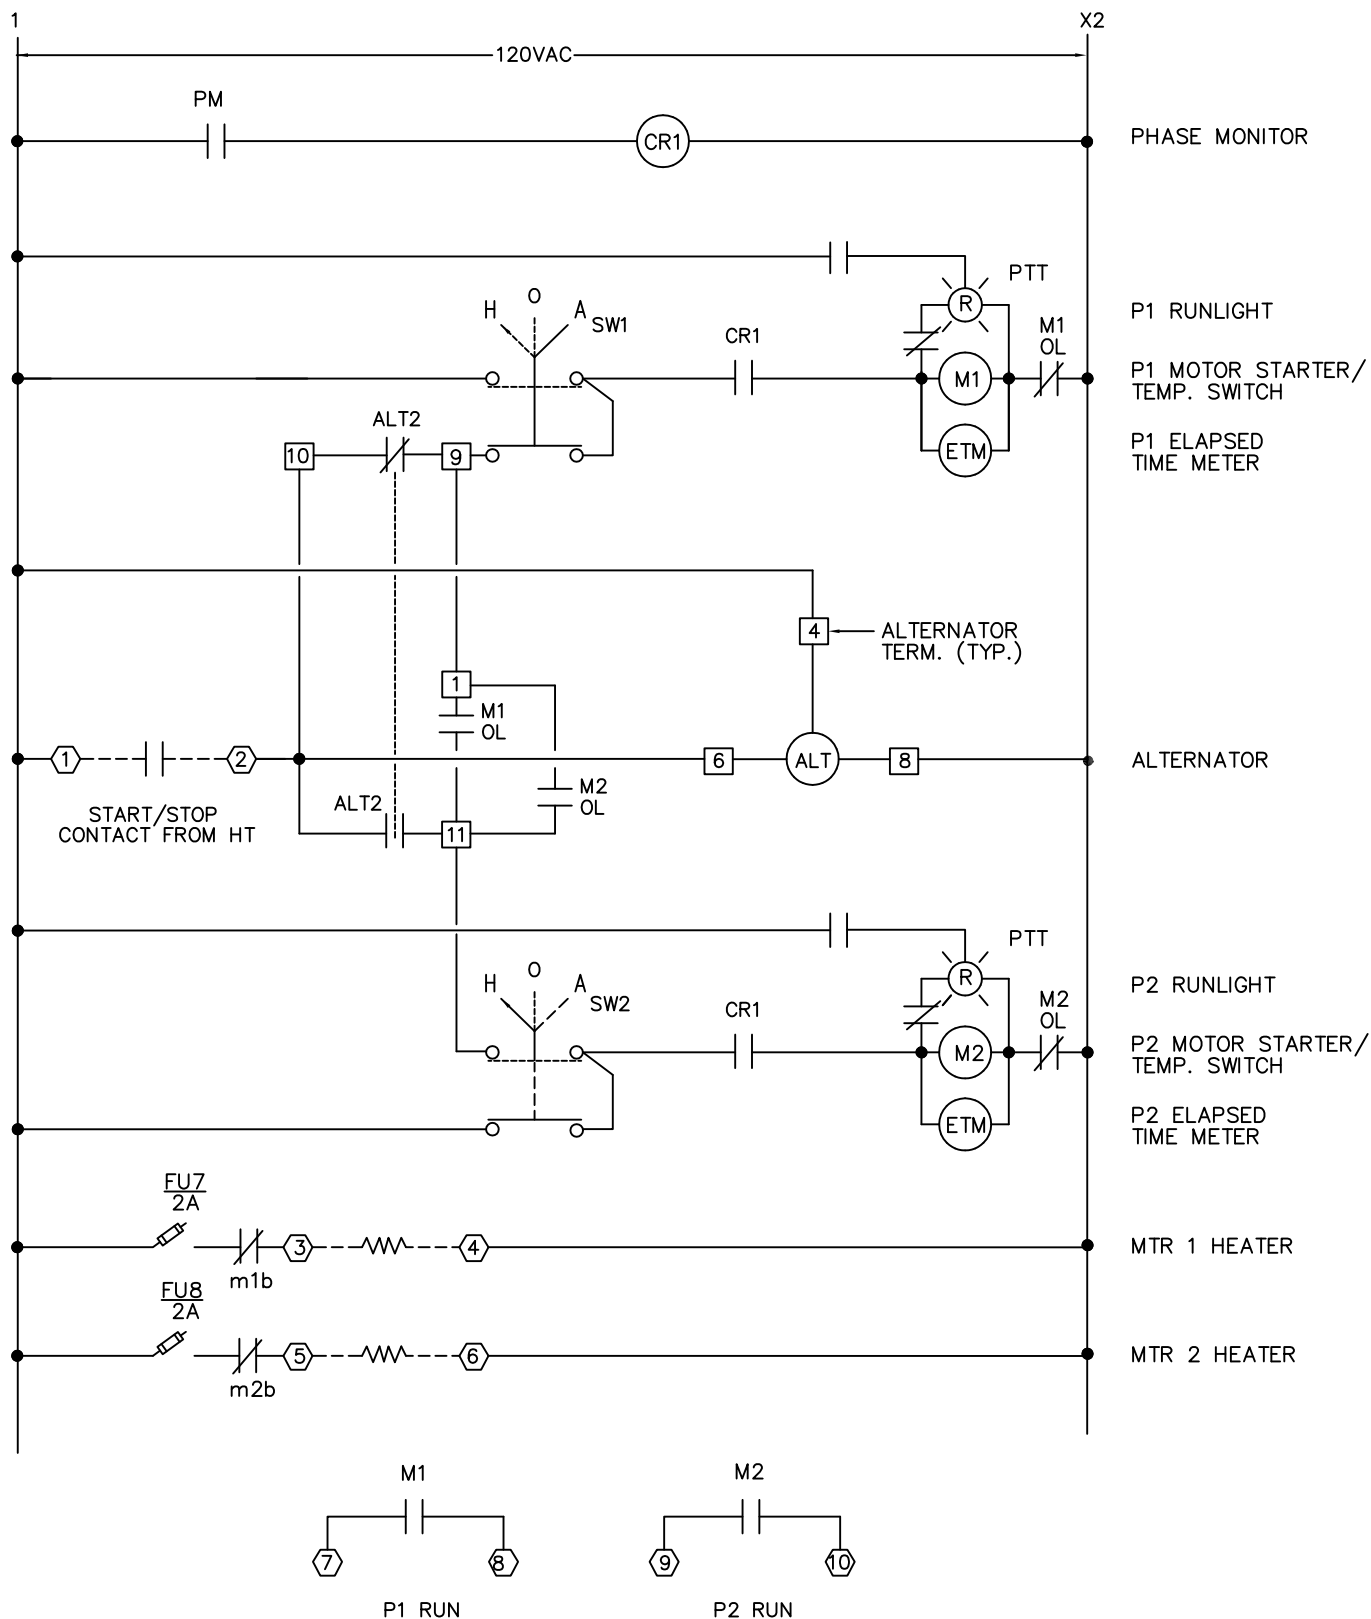 1
X2
120VAC
PM
CR1
PHASE MONITOR
PTT
R
P1 RUNLIGHT
H
O
A
SW1
CR1
M1
OL
M1
P1 MOTOR STARTER/
TEMP. SWITCH
ALT2
10
9
ETM
P1 ELAPSED
TIME METER
4
ALTERNATOR
TERM. (TYP.)
1
M1
OL
1
2
6
ALT
8
ALTERNATOR
START/STOP
CONTACT FROM HT
ALT2
M2
OL
11
PTT
R
P2 RUNLIGHT
H
O
A
SW2
CR1
M2
OL
M2
P2 MOTOR STARTER/
TEMP. SWITCH
ETM
P2 ELAPSED
TIME METER
FU7
2A
m1b
3
4
MTR 1 HEATER
FU8
2A
m2b
5
6
MTR 2 HEATER
M1
7
8
P1 RUN
M2
9
10
P2 RUN